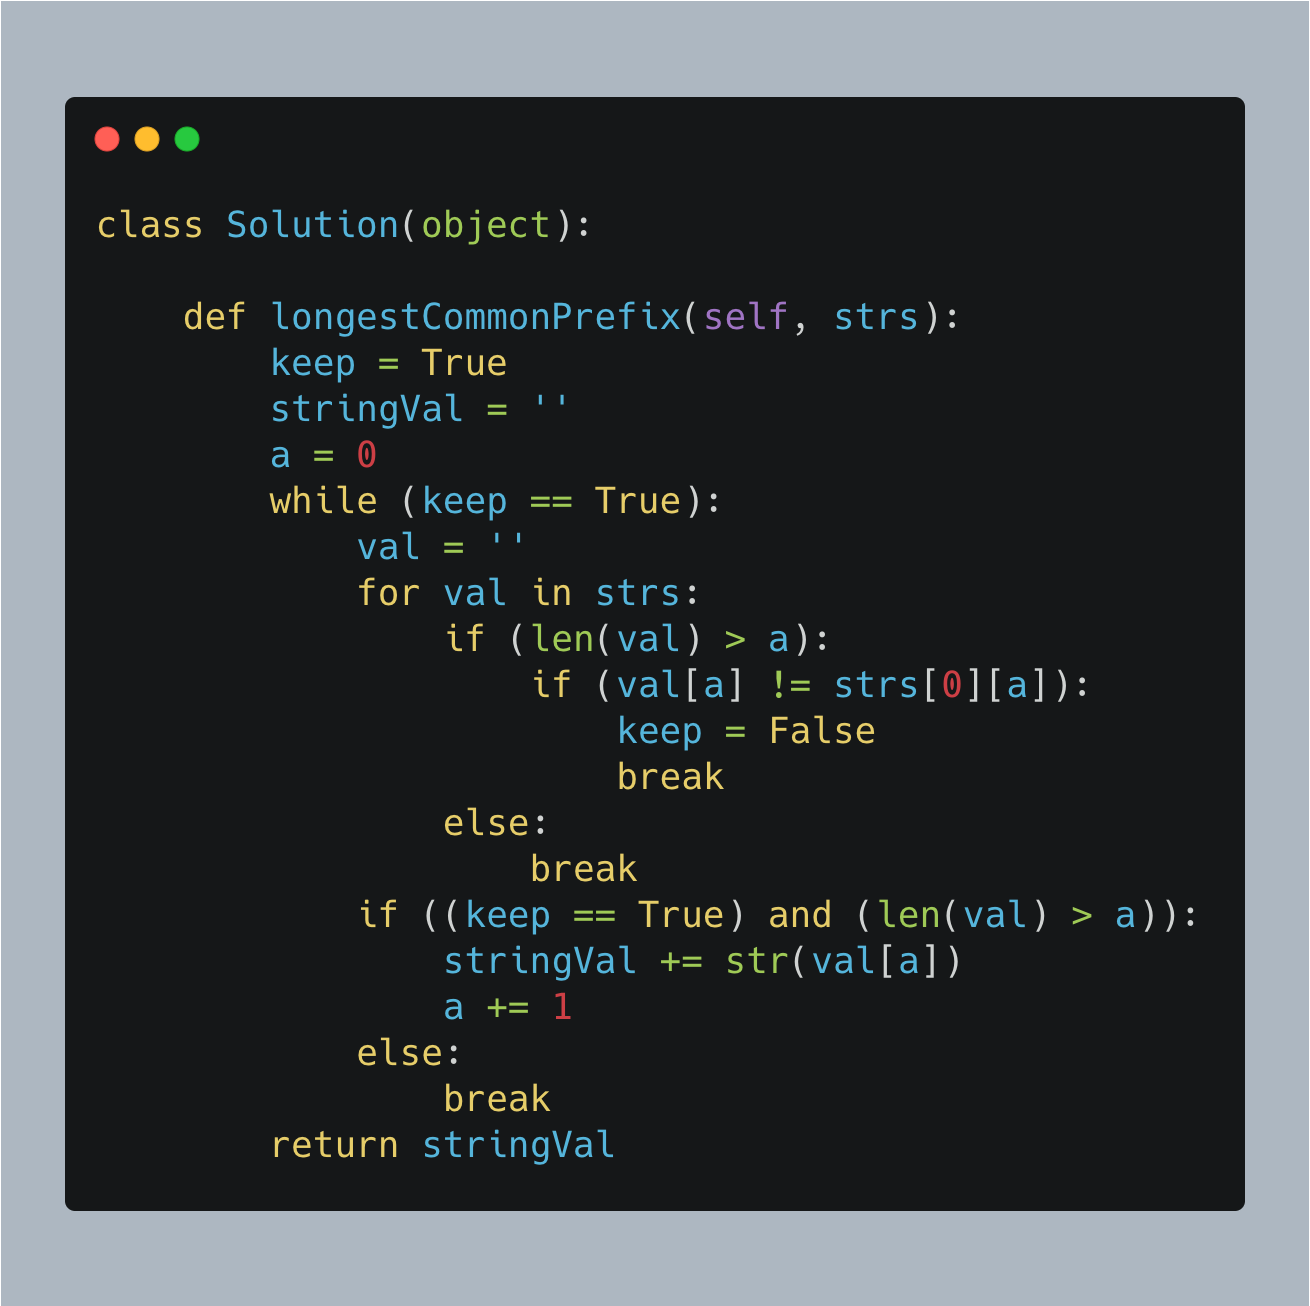 class Solution(object):

    def longestCommonPrefix(self, strs):
        keep = True
        stringVal = ''
        a = 0
        while (keep == True):
            val = ''
            for val in strs:
                if (len(val) > a):
                    if (val[a] != strs[0][a]):
                        keep = False
                        break
                else:
                    break
            if ((keep == True) and (len(val) > a)):
                stringVal += str(val[a])
                a += 1
            else:
                break
        return stringVal